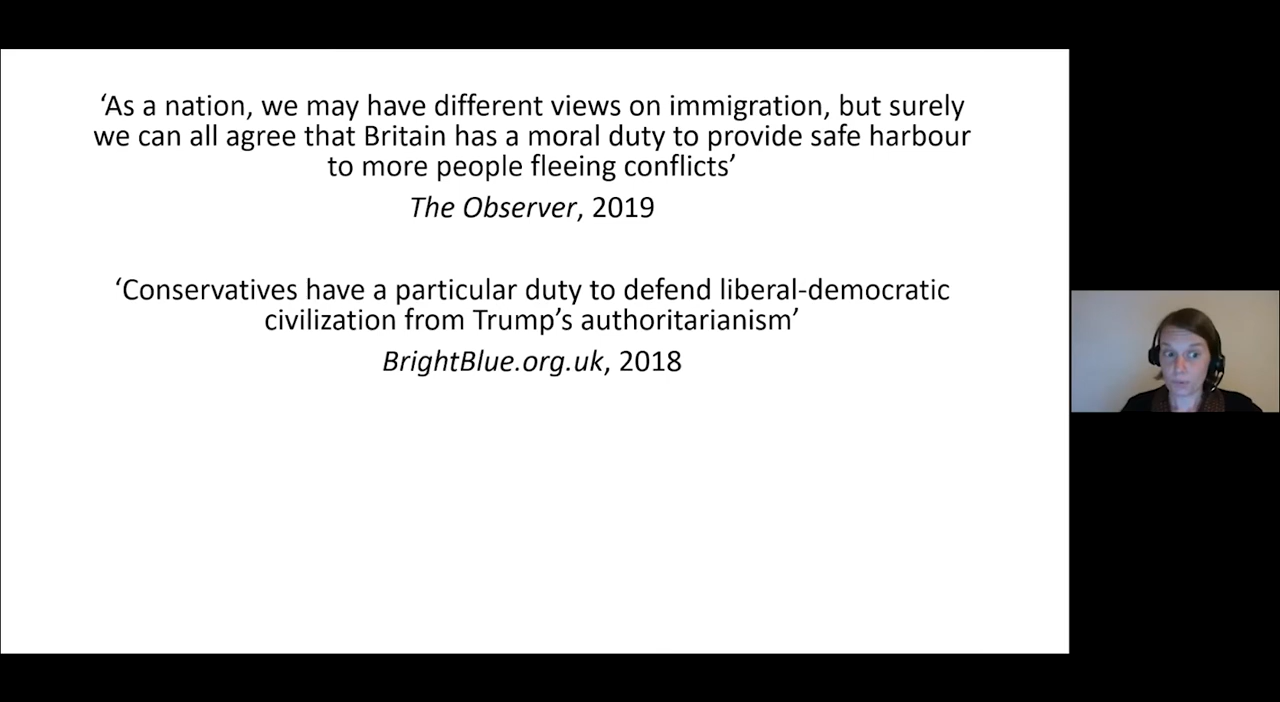 ‘As a nation, we may have different views on immigration, but surely
we can all agree that Britain has a moral duty to provide safe harbour
to more people fleeing conflicts’
The Observer, 2019
‘Conservatives have a particular duty to defend liberal-democratic
civilization from Trump’s authoritarianism’
BrightBlue.org.uk, 2018